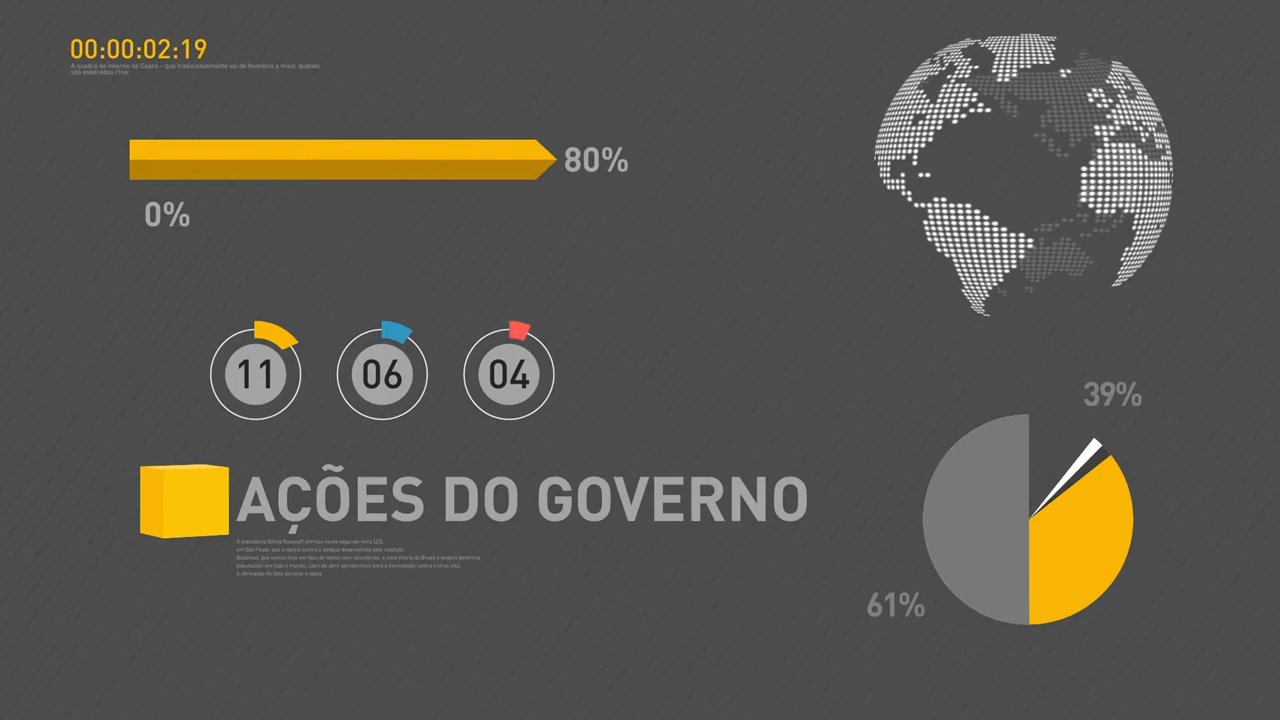 00:00:02:19
A quadra de inverno no Ceará – que tradicionalmente vai de fevereiro a maio, quando
são esperadas chuv
80%
0%
11 06 04
39%
AÇÕES DO GOVERNO
A presidenta Dilma Rousseff afirmou nesta segunda-feira (22),
em São Paulo, que a vacina contra a dengue desenvolvida pelo Instituto
Butantan, que entrou hoje em fase de testes com voluntários, é uma vitória do Brasil e poderá beneficiar
populações em todo o mundo, além de abrir perspectivas para a imunização contra o vírus zika.
A afirmação foi feita durante a
61%